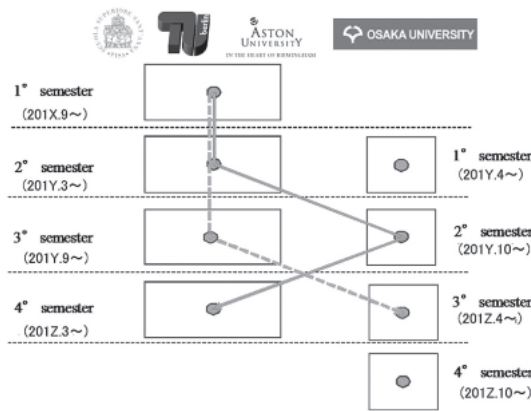 TU
berlin
ASTON
UNIVERSITY
IN THE HEART OF BIRMINGHAM
OSAKA UNIVERSITY
1° semester
(201X.9~)
2° semester
(201Y.3~)
1° semester
(201Y.4~)
3° semester
(201Y.9~)
2° semester
(201Y.10~)
4° semester
(201Z.3~)
3° semester
(201Z.4~)
4° semester
(201Z.10~)